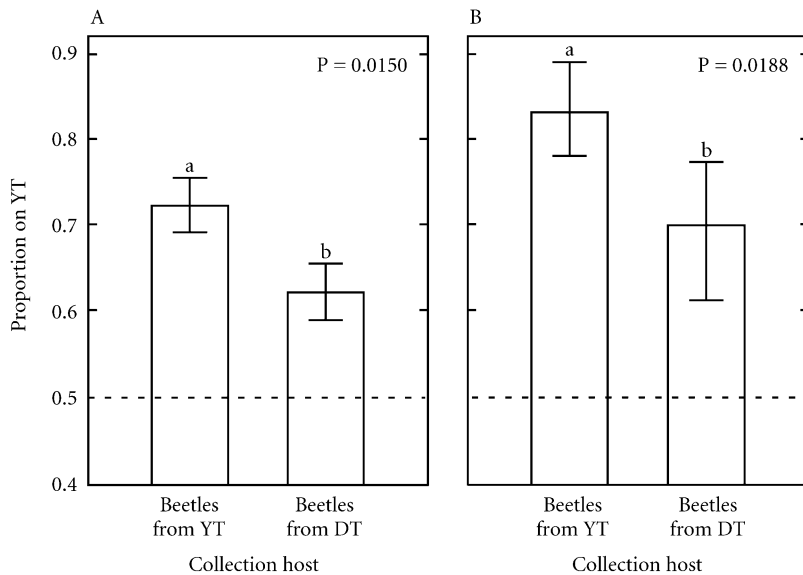 A
B
Proportion on YT
0.9
0.8
0.7
0.6
0.5
0.4
P = 0.0150
a
b
Beetles
from YT
Beetles
from DT
Collection host
P = 0.0188
a
b
Beetles
from YT
Beetles
from DT
Collection host